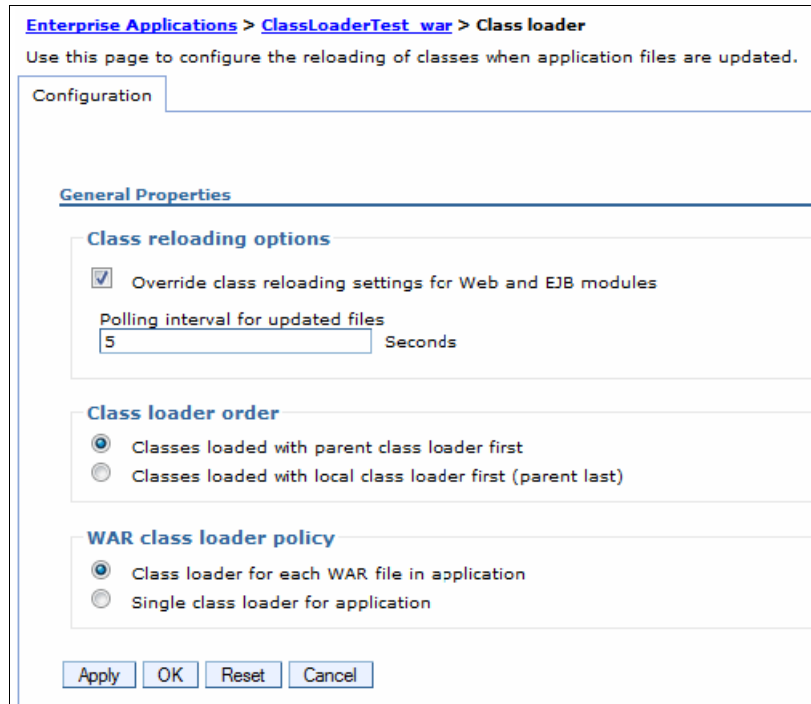 Enterprise Applications > ClassLoaderTest_war > Class loader
Use this page to configure the reloading of classes when application files are updated.
Configuration
General Properties
Class reloading options
Override class reloading settings for Web and EJB modules
Polling interval for updated files
5 Seconds
Class loader order
Classes loaded with parent class loader first
Classes loaded with local class loader first (parent last)
WAR class loader policy
Class loader for each WAR file in application
Single class loader for application
Apply OK Reset Cancel